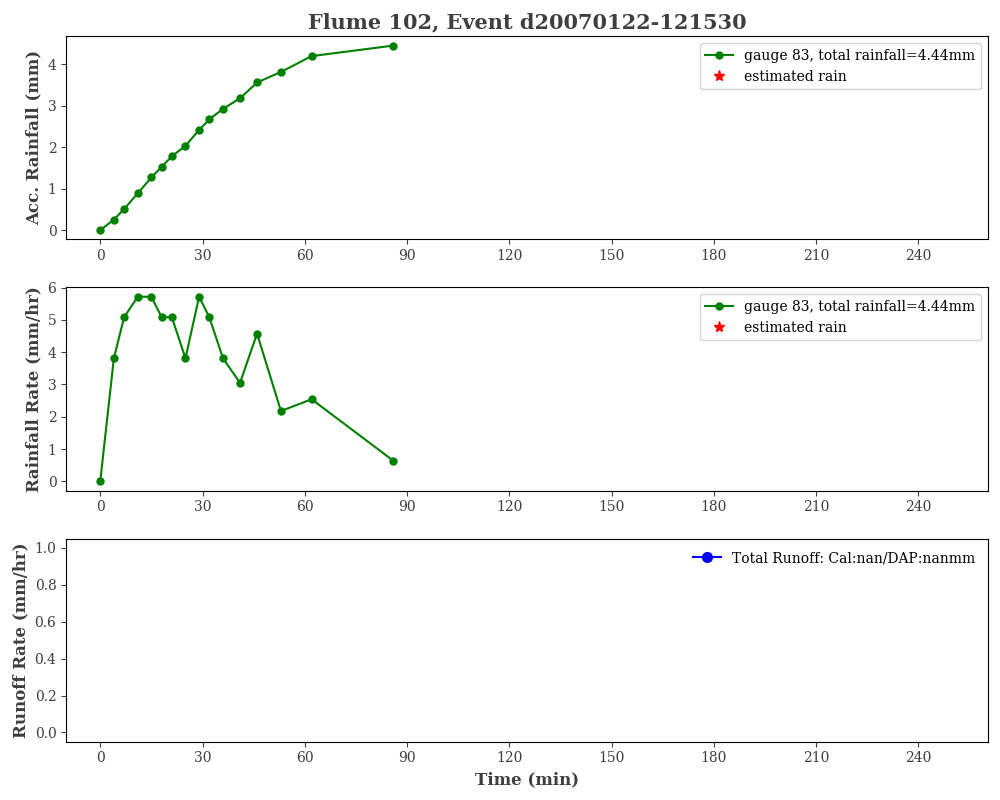 Flume 102, Event d20070122-121530
Acc. Rainfall (mm)
4
3
2
1
0
gauge 83, total rainfall=4.44mm
estimated rain
0 30 60 90 120 150 180 210 240
Rainfall Rate (mm/hr)
6
5
4
3
2
1
0
gauge 83, total rainfall=4.44mm
estimated rain
0 30 60 90 120 150 180 210 240
Runoff Rate (mm/hr)
1.0
0.8
0.6
0.4
0.2
0.0
Total Runoff: Cal:nan/DAP:nanmm
0 30 60 90 120 150 180 210 240
Time (min)